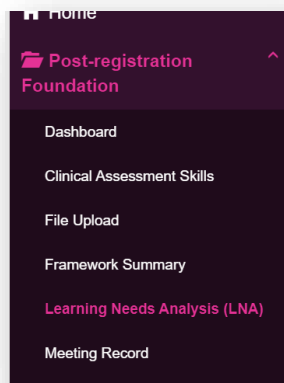 Home
Post-registration
Foundation
Dashboard
Clinical Assessment Skills
File Upload
Framework Summary
Learning Needs Analysis (LNA)
Meeting Record